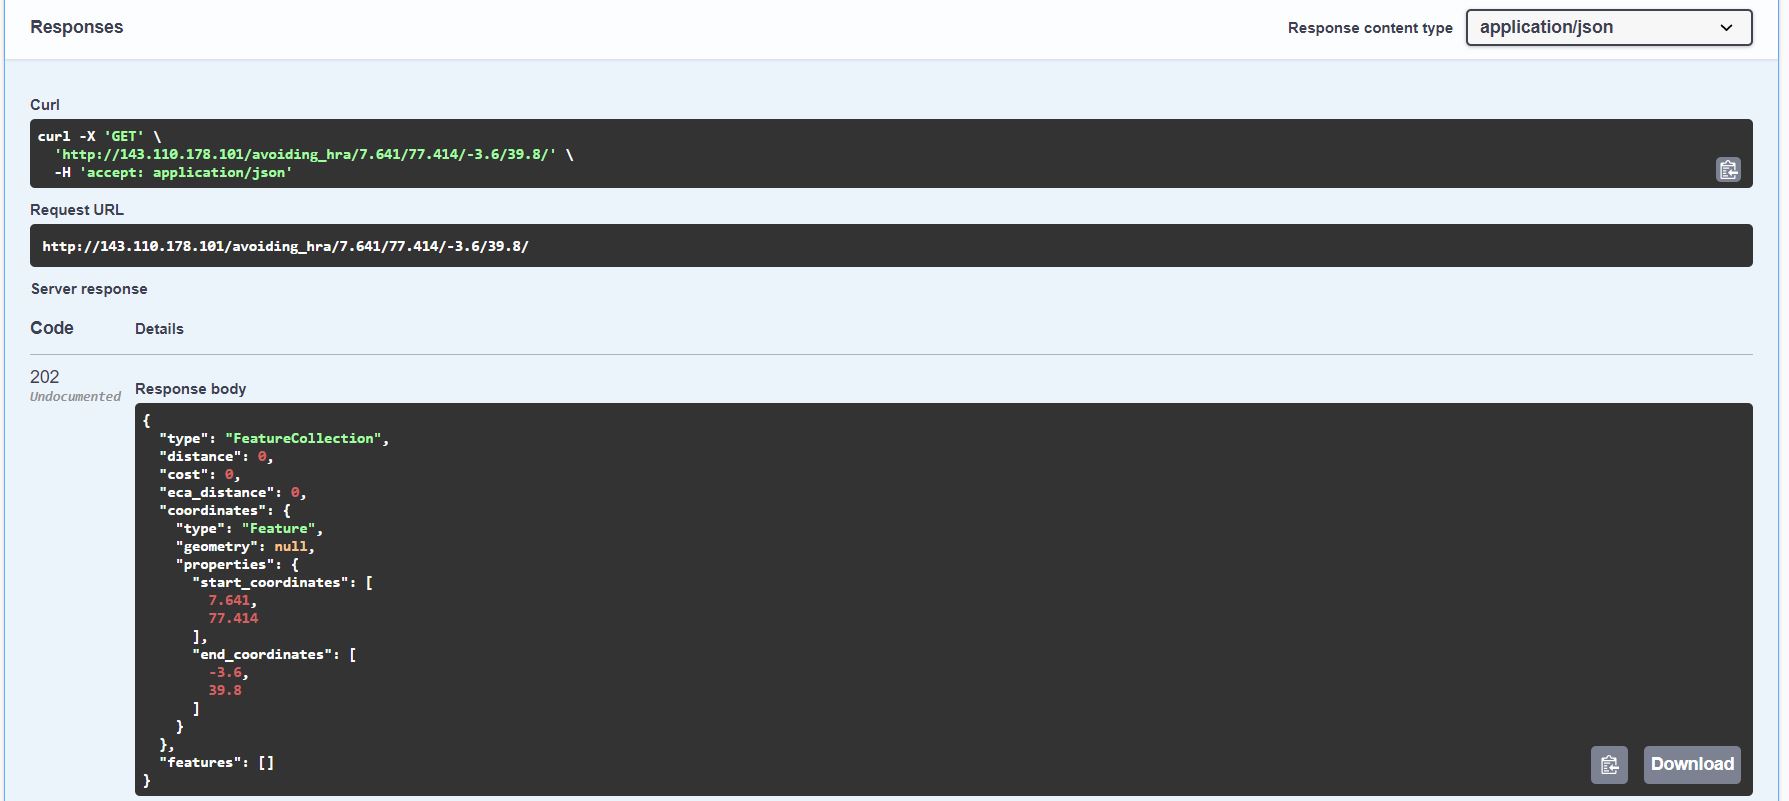 Responses
Response content type
application/json
Curl
curl -X 'GET' \
  'http://143.110.178.101/avoiding_hra/7.641/77.414/-3.6/39.8/' \
  -H 'accept: application/json'
Request URL
http://143.110.178.101/avoiding_hra/7.641/77.414/-3.6/39.8/
Server response
Code Details
202
Undocumented
Response body
{
  "type": "FeatureCollection",
  "distance": 0,
  "cost": 0,
  "eca_distance": 0,
  "coordinates": {
    "type": "Feature",
    "geometry": null,
    "properties": {
      "start_coordinates": [
        7.641,
        77.414
      ],
      "end_coordinates": [
        -3.6,
        39.8
      ]
    }
  },
  "features": []
}
Download